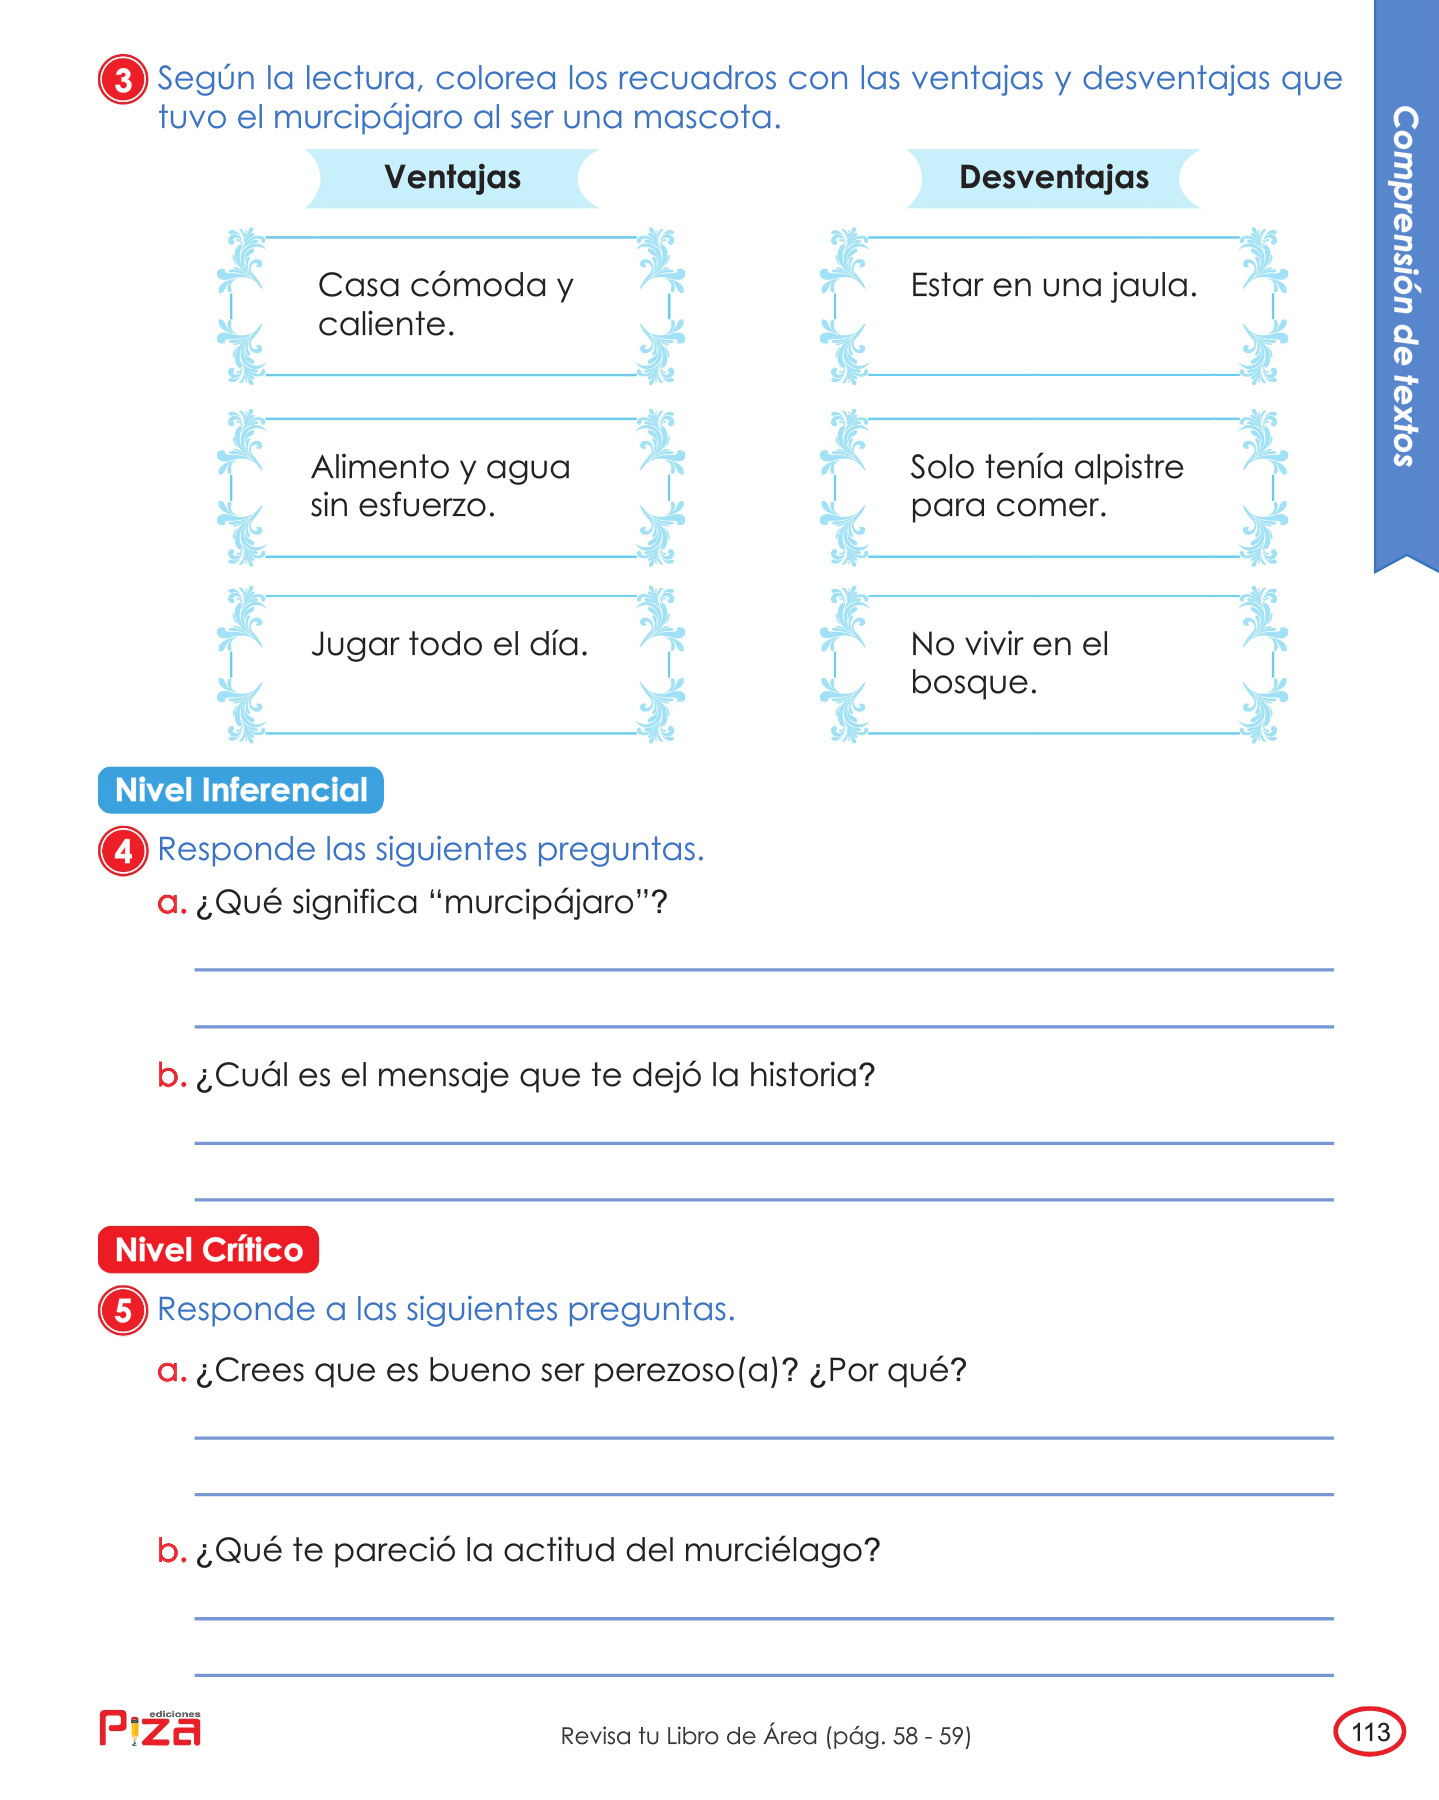 3 Según la lectura, colorea los recuadros con las ventajas y desventajas que
tuvo el murcipájaro al ser una mascota.
Ventajas
Desventajas
Casa cómoda y
caliente.
Estar en una jaula.
Alimento y agua
sin esfuerzo.
Solo tenía alpistre
para comer.
Jugar todo el día.
No vivir en el
bosque.
Comprensión de textos
Nivel Inferencial
4 Responde las siguientes preguntas.
a. ¿Qué significa “murcipájaro”?
b. ¿Cuál es el mensaje que te dejó la historia?
Nivel Crítico
5 Responde a las siguientes preguntas.
a. ¿Crees que es bueno ser perezoso(a)? ¿Por qué?
b. ¿Qué te pareció la actitud del murciélago?
ediciones
Piza
Revisa tu Libro de Área (pág. 58 - 59)
113